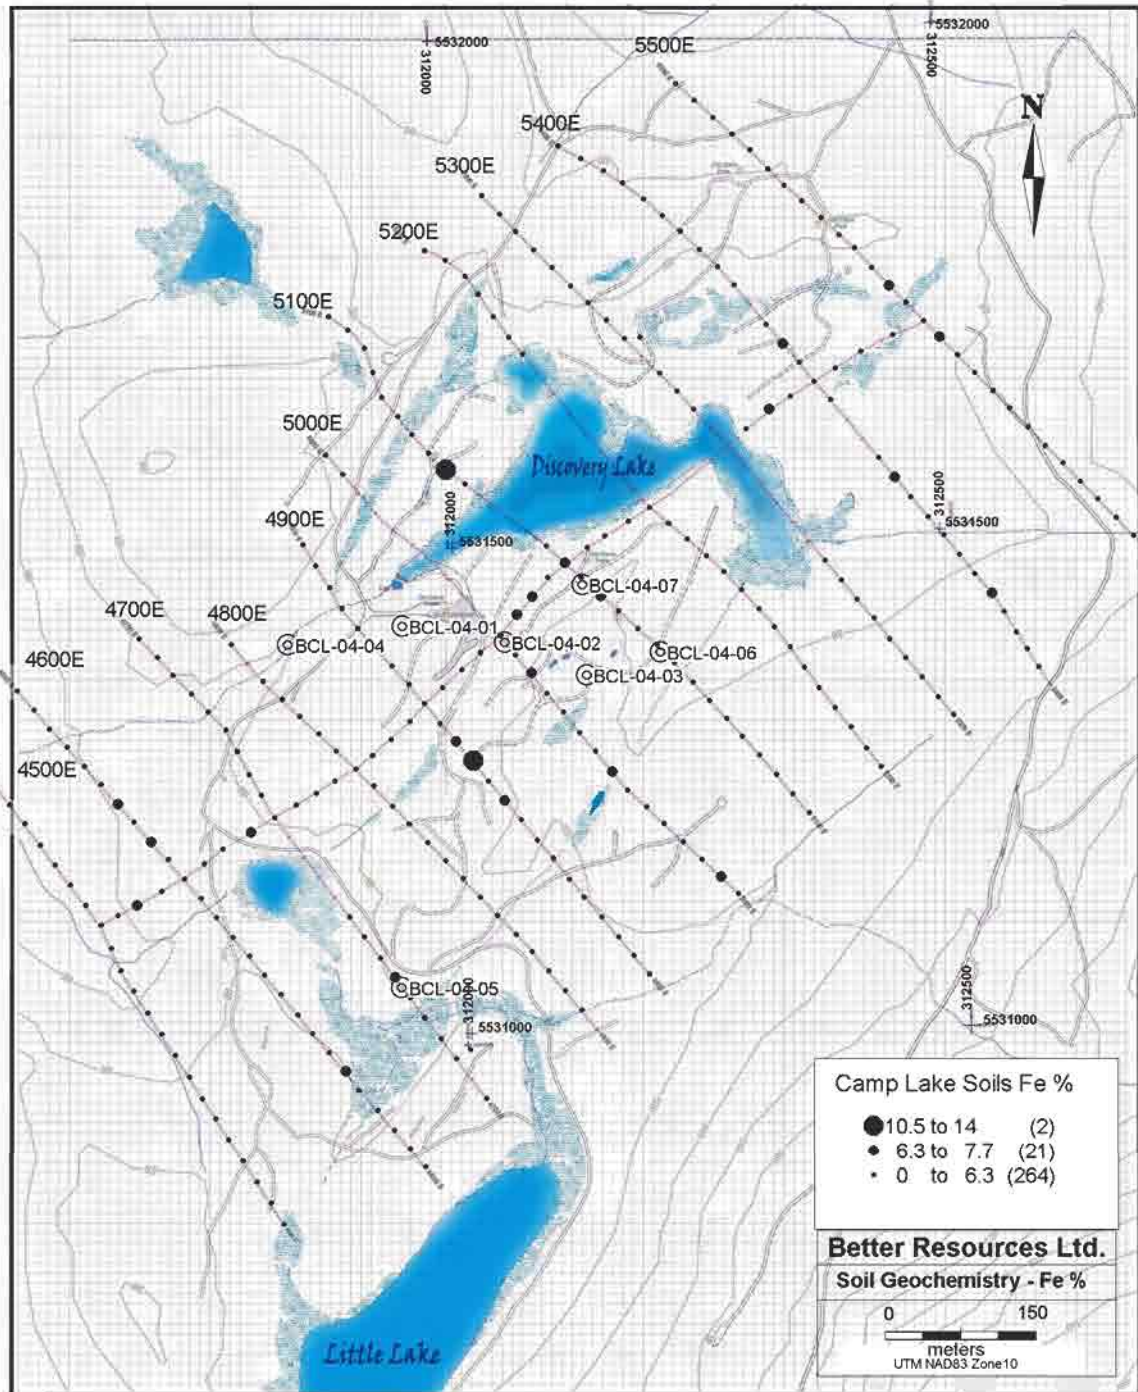 5532000
312000
5532000
312500
5500E
N
5400E
5300E
5200E
5100E
5000E
Discovery Lake
4900E
312000
5531500
312500
5531500
4700E
4800E
BCL-04-07
BCL-04-01
BCL-04-04
BCL-04-02
BCL-04-06
4600E
BCL-04-03
4500E
BCL-04-05
312000
5531000
312500
5531000
Camp Lake Soils Fe %
10.5 to 14 (2)
6.3 to 7.7 (21)
0 to 6.3 (264)
Better Resources Ltd.
Soil Geochemistry - Fe %
0 150
meters
UTM NAD83 Zone10
Little Lake